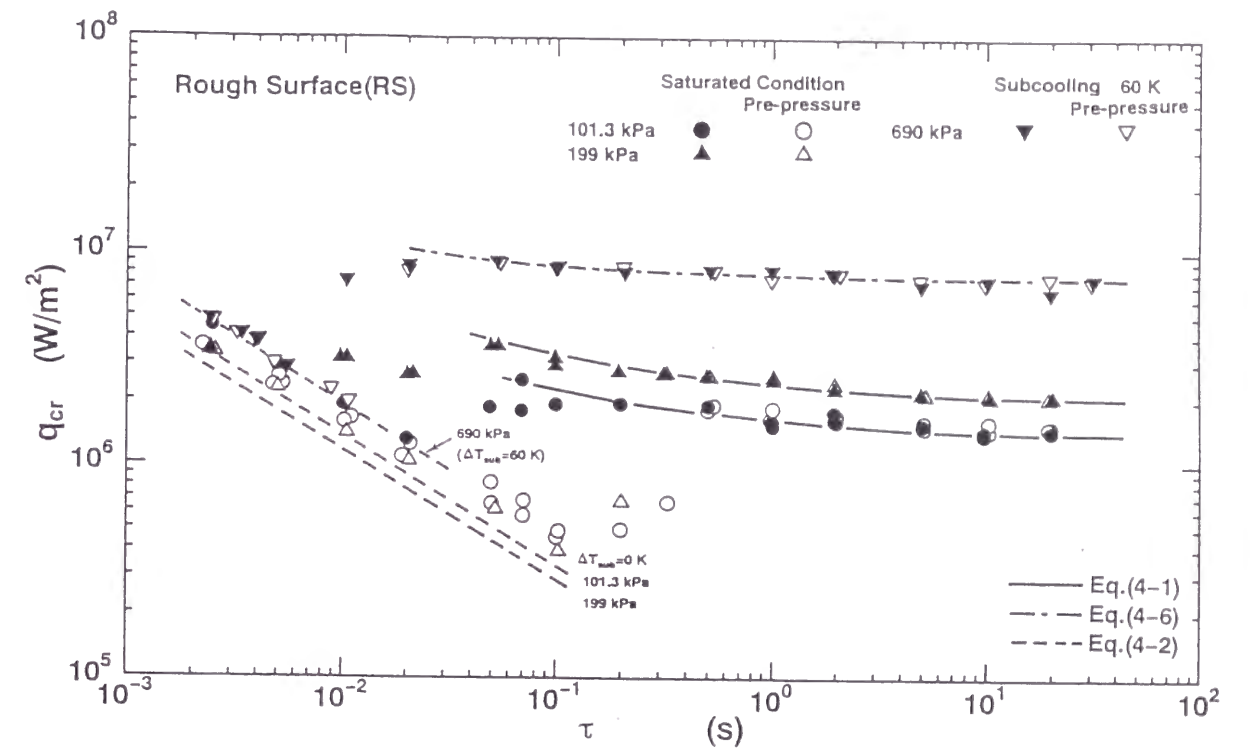 10^8
Rough Surface(RS)
Saturated Condition
Pre-pressure
Subcooling 60 K
Pre-pressure
101.3 kPa
690 kPa
199 kPa
10^7
q_cr (W/m^2)
10^6
690 kPa
(ΔT_sub=60 K)
ΔT_sub=0 K
101.3 kPa
199 kPa
Eq.(4-1)
Eq.(4-6)
Eq.(4-2)
10^5
10^-3 10^-2 10^-1 10^0 10^1 10^2
τ (s)